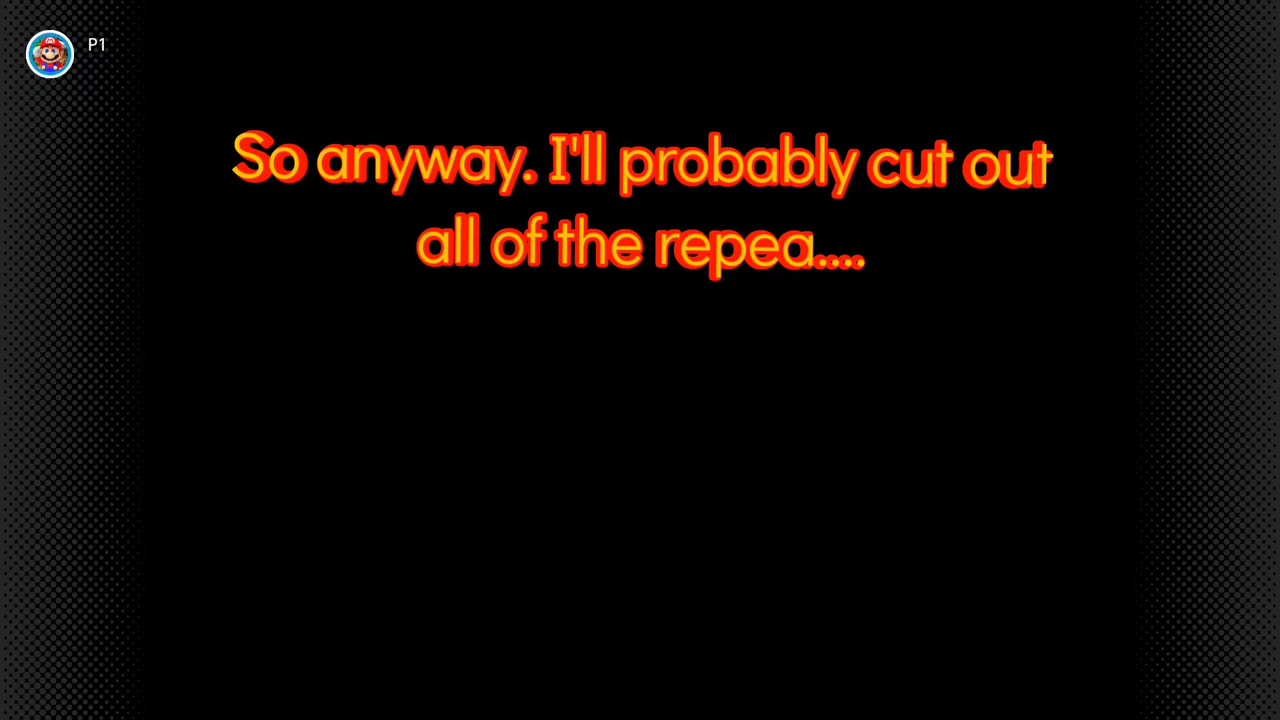 P1
So anyway. I'll probably cut out
all of the repea....